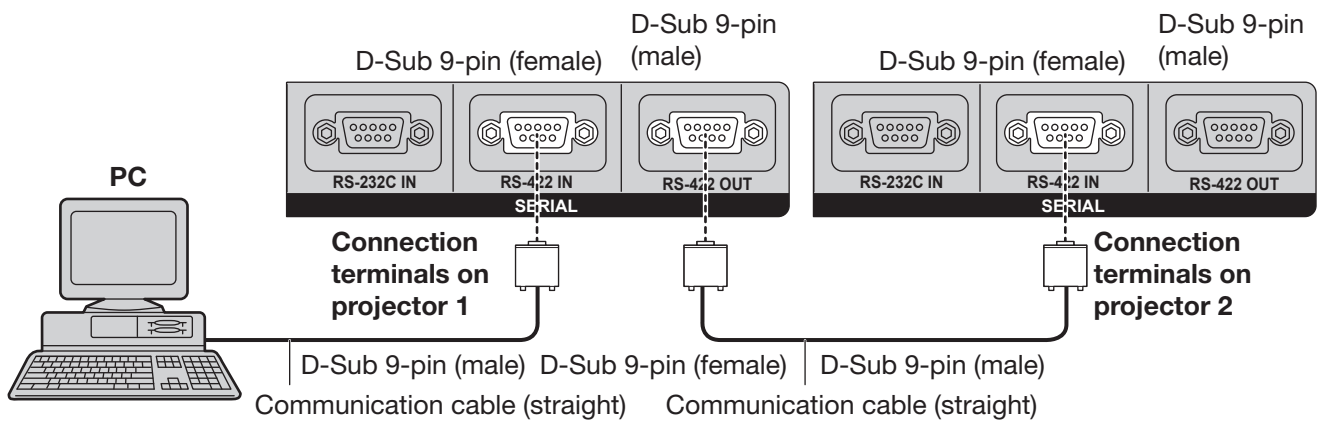 D-Sub 9-pin (female)
D-Sub 9-pin
(male)
D-Sub 9-pin (female)
D-Sub 9-pin
(male)
PC
RS-232C IN
RS-422 IN
RS-422 OUT
SERIAL
RS-232C IN
RS-422 IN
RS-422 OUT
SERIAL
Connection
terminals on
projector 1
Connection
terminals on
projector 2
D-Sub 9-pin (male)
D-Sub 9-pin (female)
D-Sub 9-pin (male)
Communication cable (straight)
Communication cable (straight)